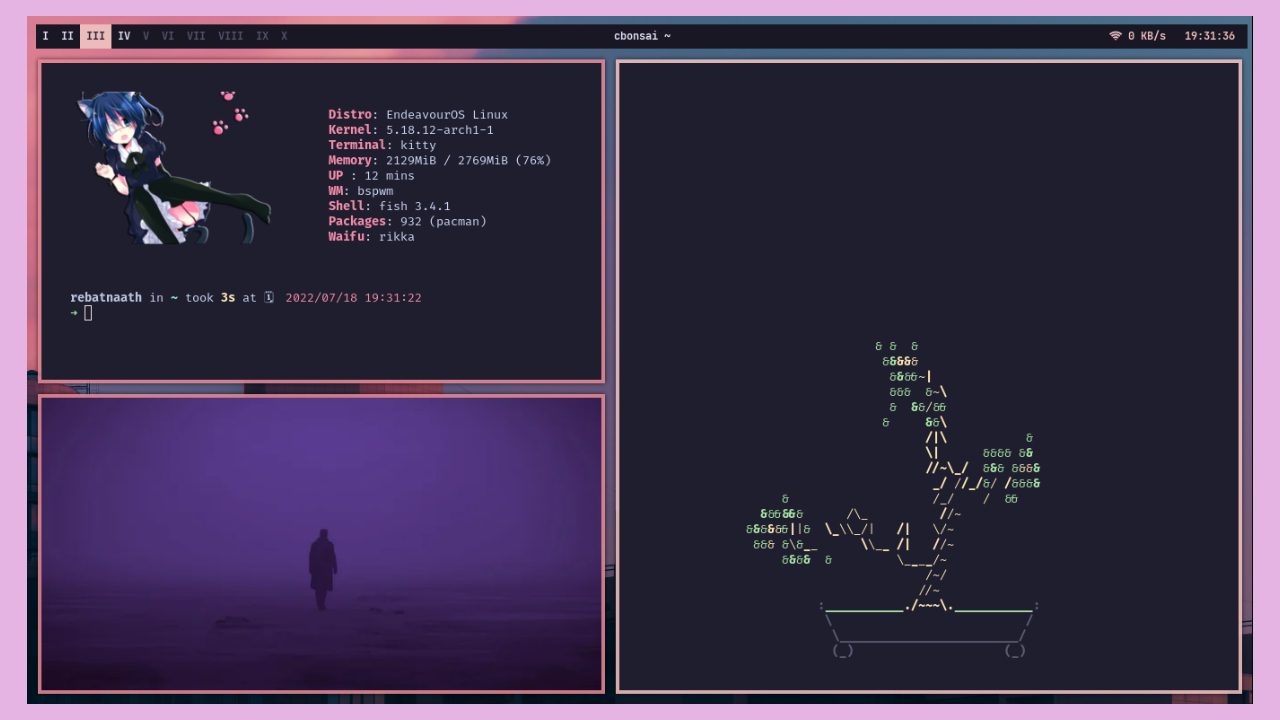 I II III IV V VI VII VIII IX X
cbonsai ~
0 KB/s 19:31:36
Distro: EndeavourOS Linux
Kernel: 5.18.12-arch1-1
Terminal: kitty
Memory: 2129MiB / 2769MiB (76%)
UP : 12 mins
WM: bspwm
Shell: fish 3.4.1
Packages: 932 (pacman)
Waifu: rikka
rebatnaath in ~ took 3s at 2022/07/18 19:31:22
➜